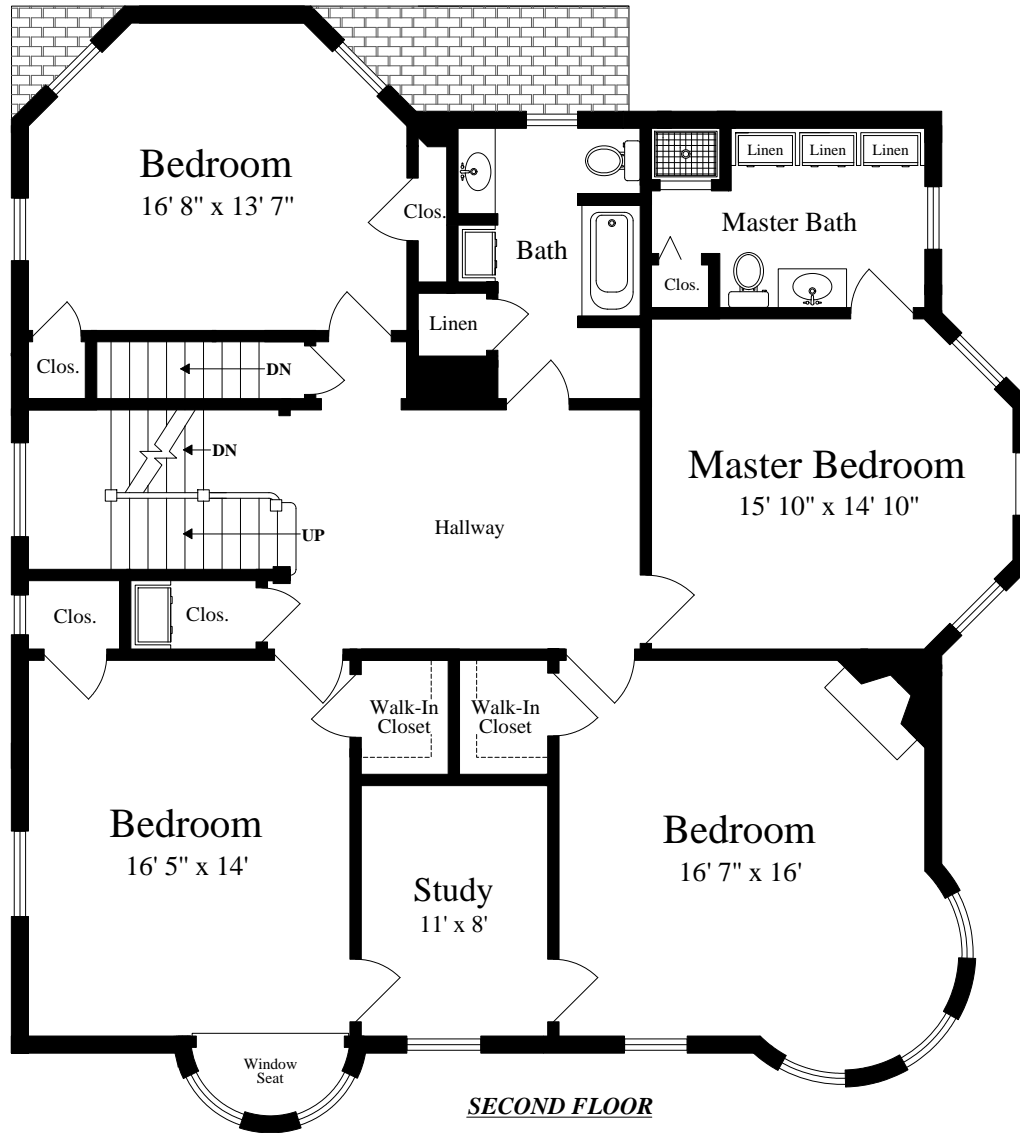 Bedroom
16' 8" x 13' 7"
Clos.
Linen
Linen
Linen
Master Bath
Bath
Clos.
Linen
Clos.
DN
DN
UP
Hallway
Master Bedroom
15' 10" x 14' 10"
Clos.
Clos.
Walk-In
Closet
Walk-In
Closet
Bedroom
16' 5" x 14'
Study
11' x 8'
Bedroom
16' 7" x 16'
Window
Seat
SECOND FLOOR